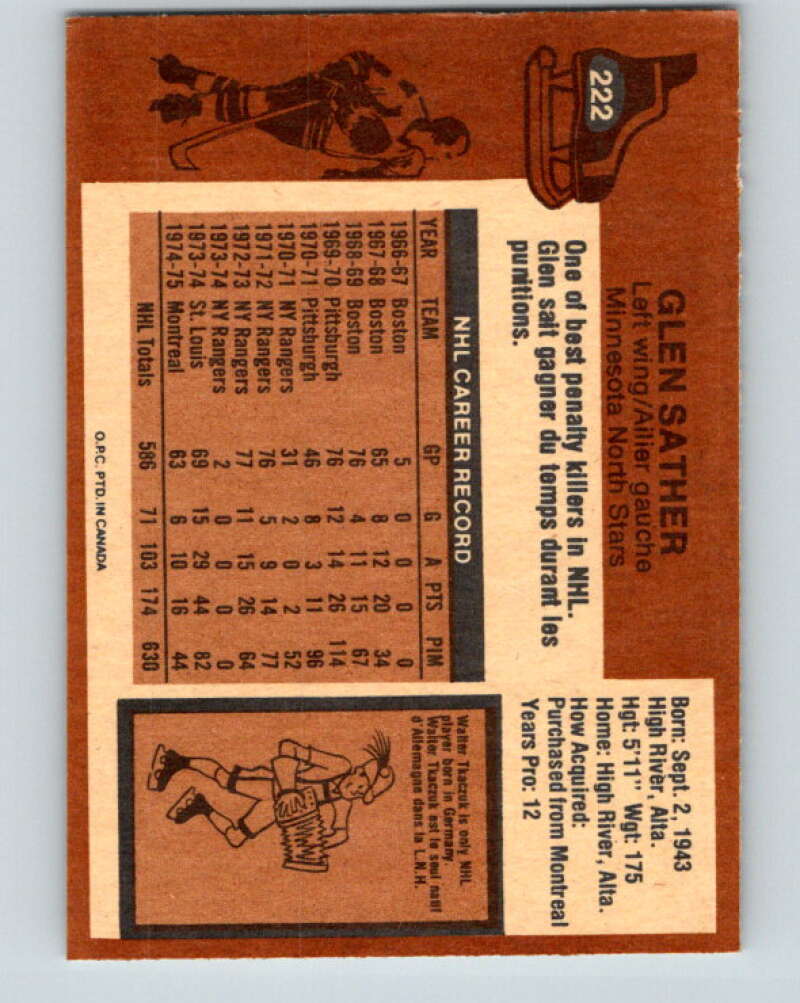 222
GLEN SATHER
Left wing/Ailier gauche
Minnesota North Stars
Born: Sept. 2, 1943
High River, Alta.
Hgt: 5'11" Wgt: 175
Home: High River, Alta.
How Acquired:
Purchased from Montreal
Years Pro: 12
One of best penalty killers in NHL.
Glen sait gagner du temps durant les
punitions.
NHL CAREER RECORD
YEAR TEAM GP G A PTS PIM
1966-67 Boston 5 0 0 0 0
1967-68 Boston 65 8 12 20 34
1968-69 Boston 76 4 11 15 67
1969-70 Pittsburgh 76 12 14 26 114
1970-71 Pittsburgh 46 8 3 11 96
1970-71 NY Rangers 31 2 0 2 52
1971-72 NY Rangers 76 5 9 14 77
1972-73 NY Rangers 77 11 15 26 64
1973-74 NY Rangers 2 0 0 0 0
1973-74 St. Louis 69 15 29 44 82
1974-75 Montreal 63 6 10 16 44
NHL Totals 586 71 103 174 630
Walter Tkaczuk is only NHL
player born in Germany.
Walter Tkaczuk est le seul natif
d'Allemagne dans la L.N.H.
O.P.C. PTD. IN CANADA